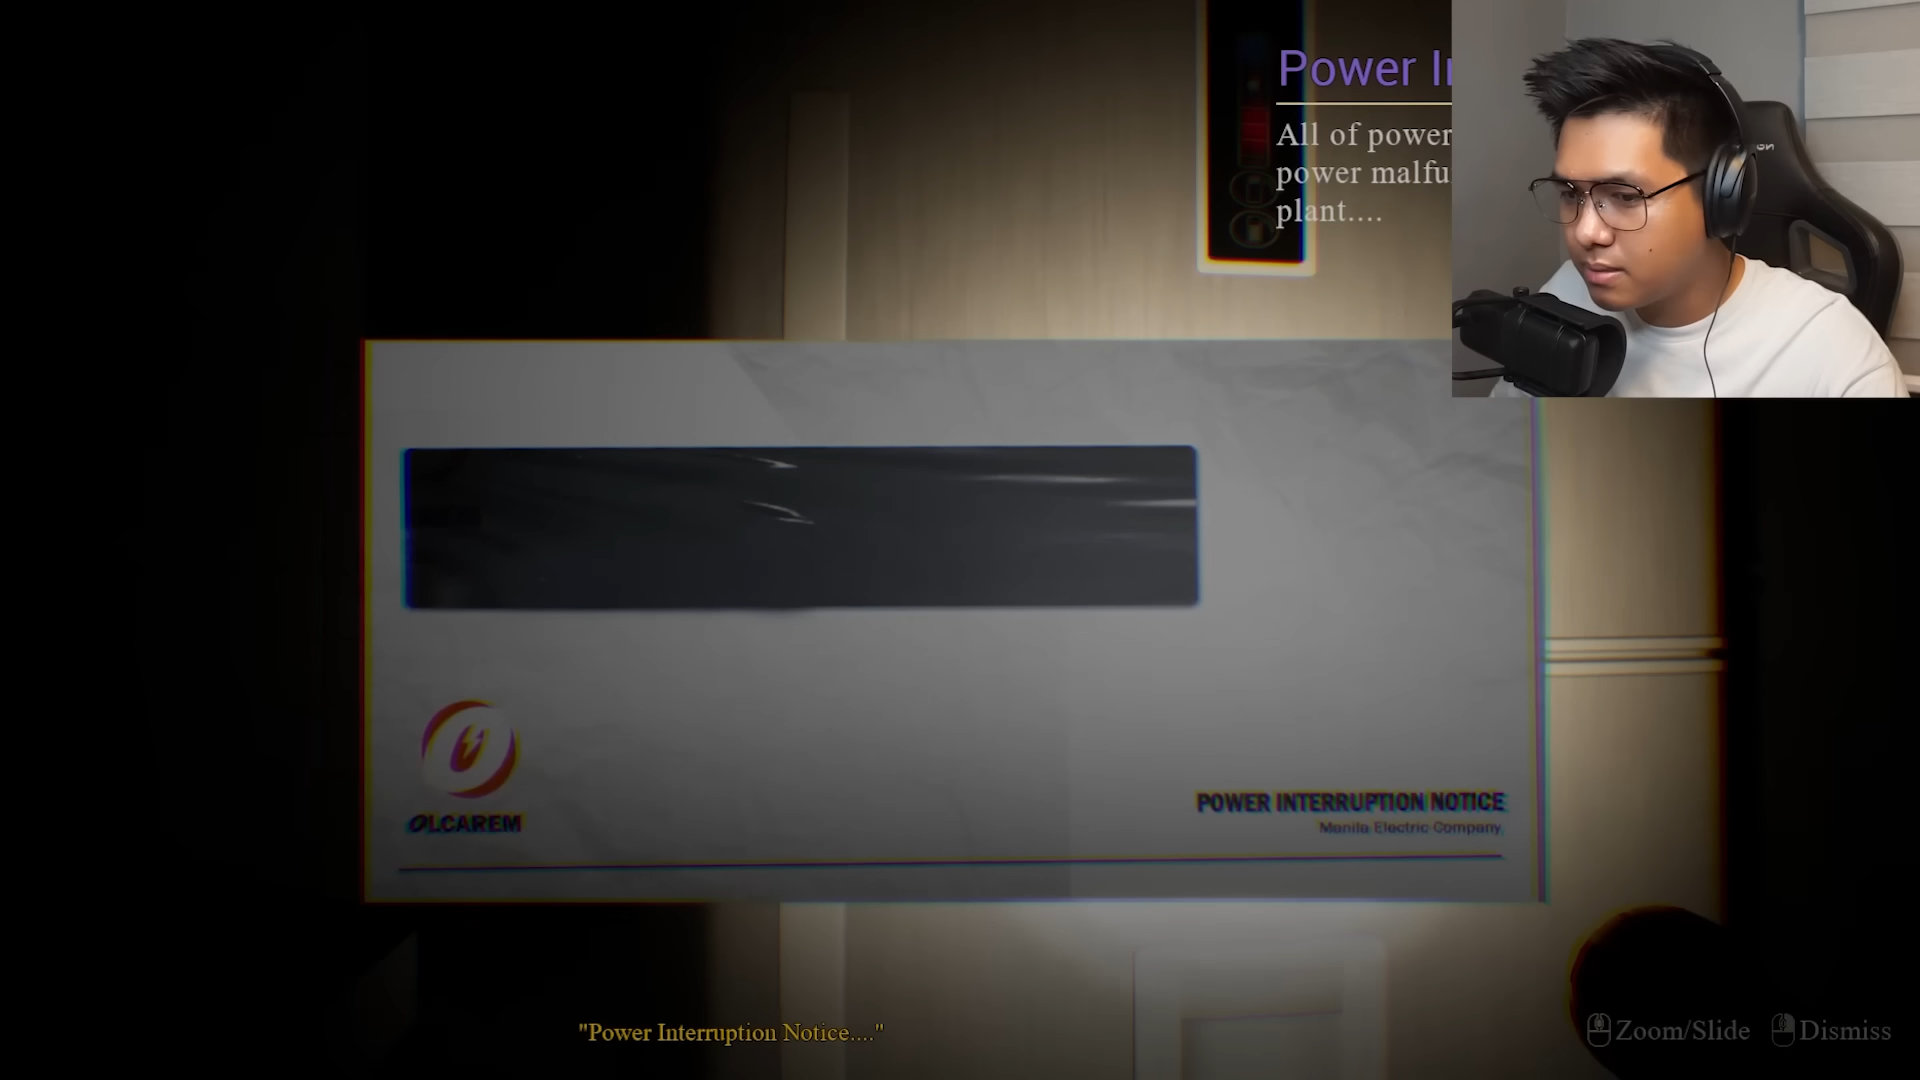 Power
All of power
power malfu
plant....
OLCAREM
POWER INTERRUPTION NOTICE
Manila Electric Company
"Power Interruption Notice...."
Zoom/Slide Dismiss